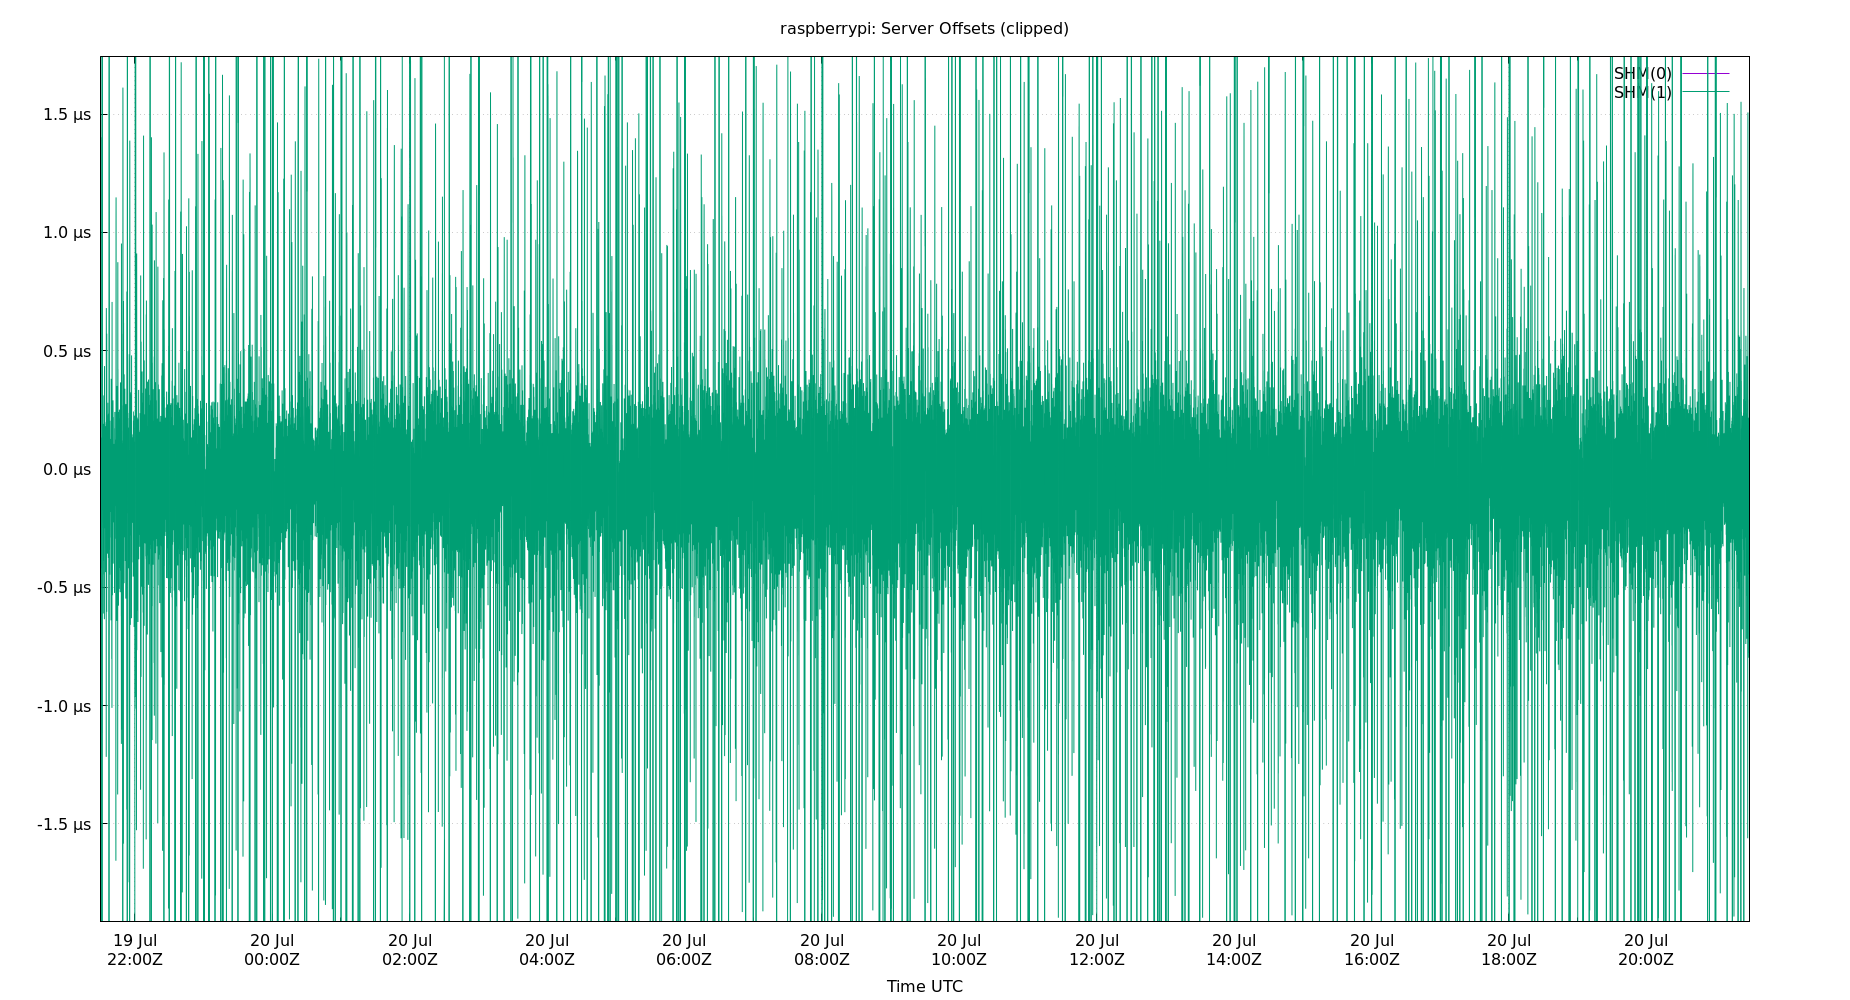 raspberrypi: Server Offsets (clipped)
SHM(0)
SHM(1)
1.5 µs
1.0 µs
0.5 µs
0.0 µs
-0.5 µs
-1.0 µs
-1.5 µs
19 Jul 20 Jul 20 Jul 20 Jul 20 Jul 20 Jul 20 Jul 20 Jul 20 Jul 20 Jul 20 Jul 20 Jul
22:00Z 00:00Z 02:00Z 04:00Z 06:00Z 08:00Z 10:00Z 12:00Z 14:00Z 16:00Z 18:00Z 20:00Z
Time UTC